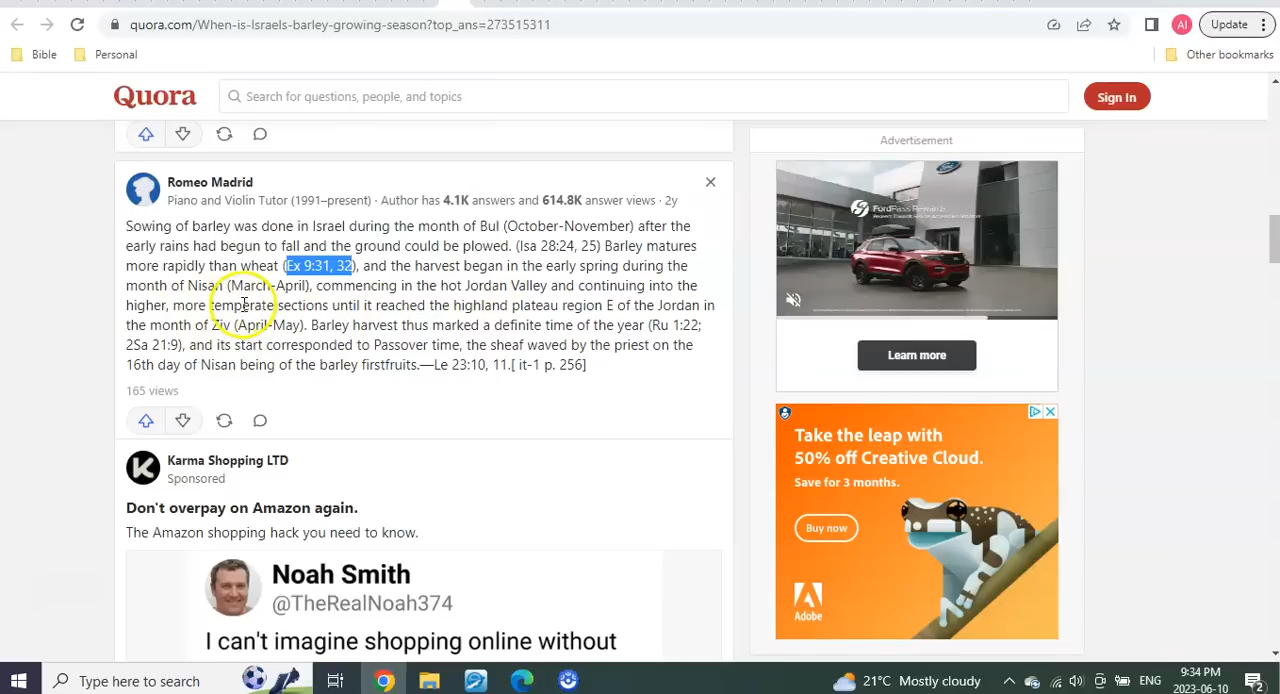 quora.com/When-is-Israels-barley-growing-season?top_ans=273515311
AI
Update
Bible
Personal
Other bookmarks
Quora
Search for questions, people, and topics
Sign In
Romeo Madrid
Piano and Violin Tutor (1991–present) · Author has 4.1K answers and 614.8K answer views · 2y
Sowing of barley was done in Israel during the month of Bul (October-November) after the
early rains had begun to fall and the ground could be plowed. (Isa 28:24, 25) Barley matures
more rapidly than wheat (Ex 9:31, 32), and the harvest began in the early spring during the
month of Nisan (March-April), commencing in the hot Jordan Valley and continuing into the
higher, more temperate sections until it reached the highland plateau region E of the Jordan in
the month of Ziv (April-May). Barley harvest thus marked a definite time of the year (Ru 1:22;
2Sa 21:9), and its start corresponded to Passover time, the sheaf waved by the priest on the
16th day of Nisan being of the barley firstfruits.—Le 23:10, 11.[ it-1 p. 256]
165 views
Karma Shopping LTD
Sponsored
Don't overpay on Amazon again.
The Amazon shopping hack you need to know.
Noah Smith
@TheRealNoah374
I can't imagine shopping online without
Advertisement
Learn more
Take the leap with
50% off Creative Cloud.
Save for 3 months.
Buy now
Adobe
Type here to search
21°C Mostly cloudy
ENG
9:34 PM
2023-06-10
2